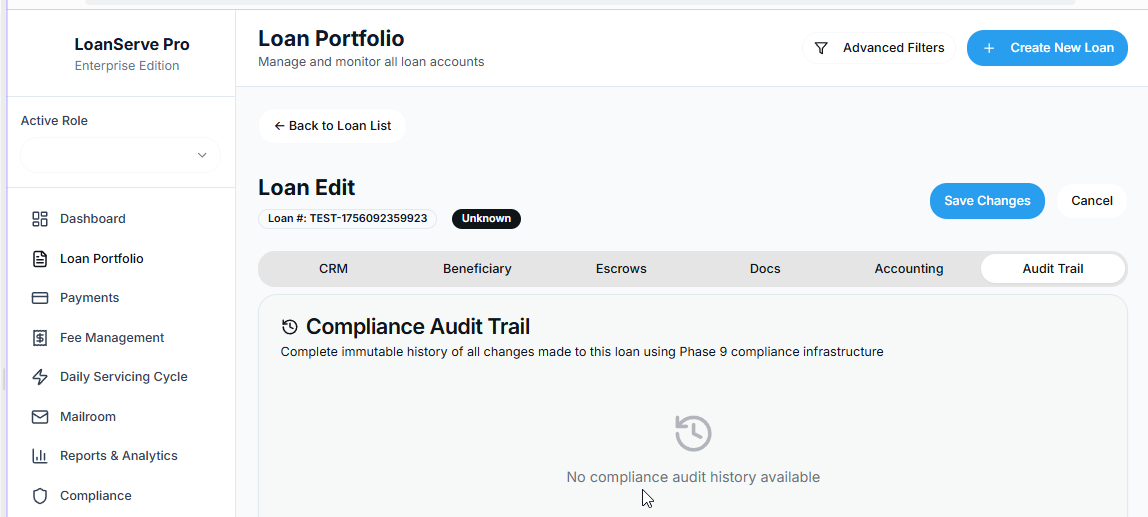 LoanServe Pro
Enterprise Edition
Active Role
Dashboard
Loan Portfolio
Payments
Fee Management
Daily Servicing Cycle
Mailroom
Reports & Analytics
Compliance
Loan Portfolio
Manage and monitor all loan accounts
Advanced Filters
+ Create New Loan
← Back to Loan List
Loan Edit
Loan #: TEST-1756092359923
Unknown
Save Changes
Cancel
CRM
Beneficiary
Escrows
Docs
Accounting
Audit Trail
Compliance Audit Trail
Complete immutable history of all changes made to this loan using Phase 9 compliance infrastructure
No compliance audit history available